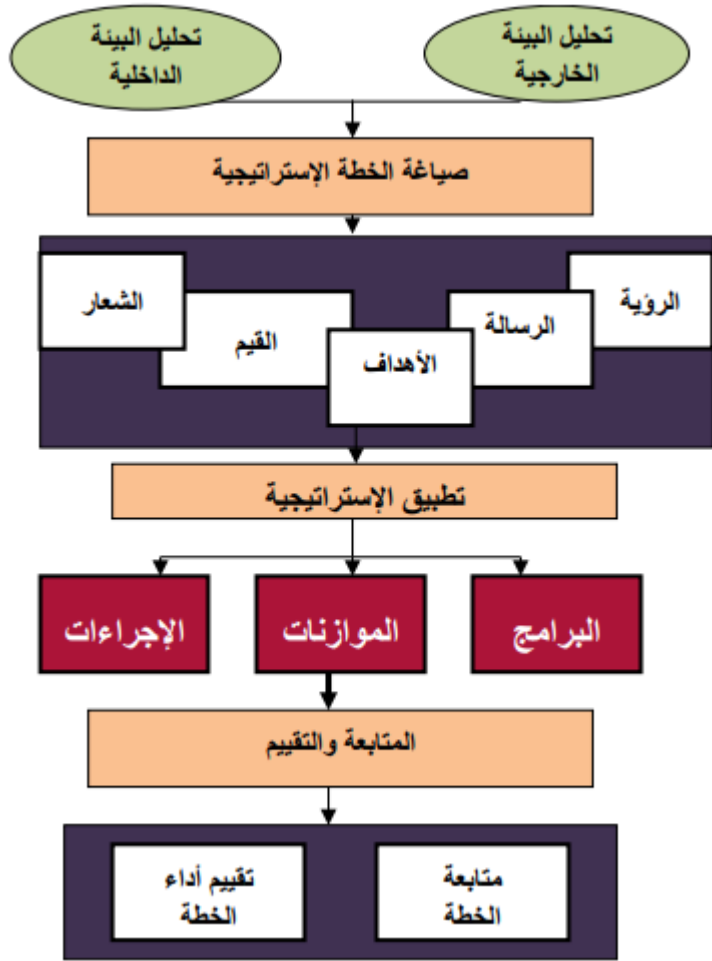 تحليل البيئة
الخارجية
تحليل البيئة
الداخلية
صياغة الخطة الإستراتيجية
الرؤية
الرسالة
الأهداف
القيم
الشعار
تطبيق الإستراتيجية
البرامج
الموازنات
الإجراءات
المتابعة والتقييم
متابعة
الخطة
تقييم أداء
الخطة